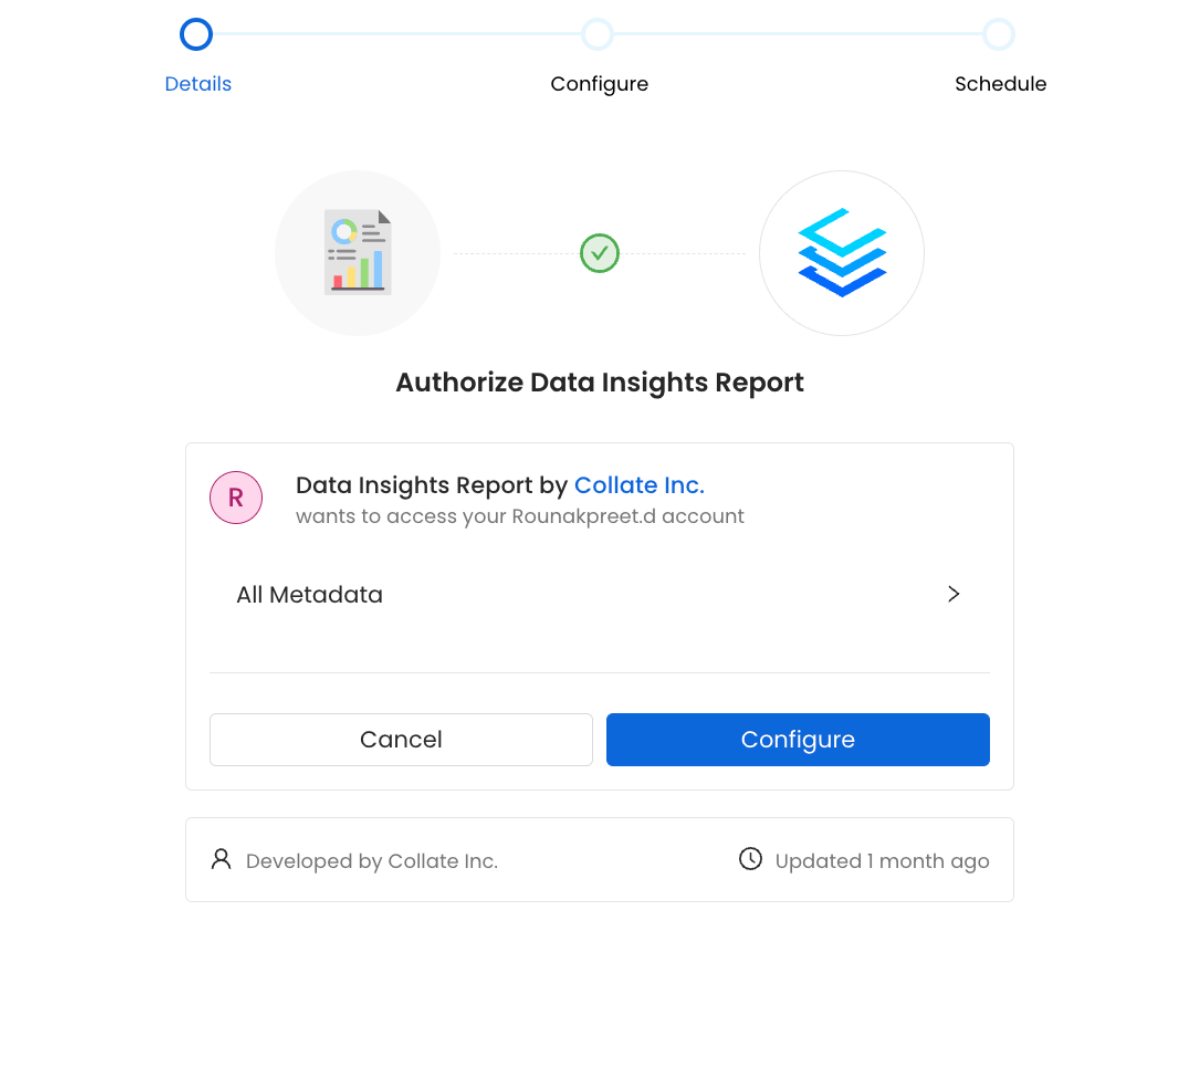 Details
Configure
Schedule
Authorize Data Insights Report
R
Data Insights Report by Collate Inc.
wants to access your Rounakpreet.d account
All Metadata
Cancel
Configure
Developed by Collate Inc.
Updated 1 month ago